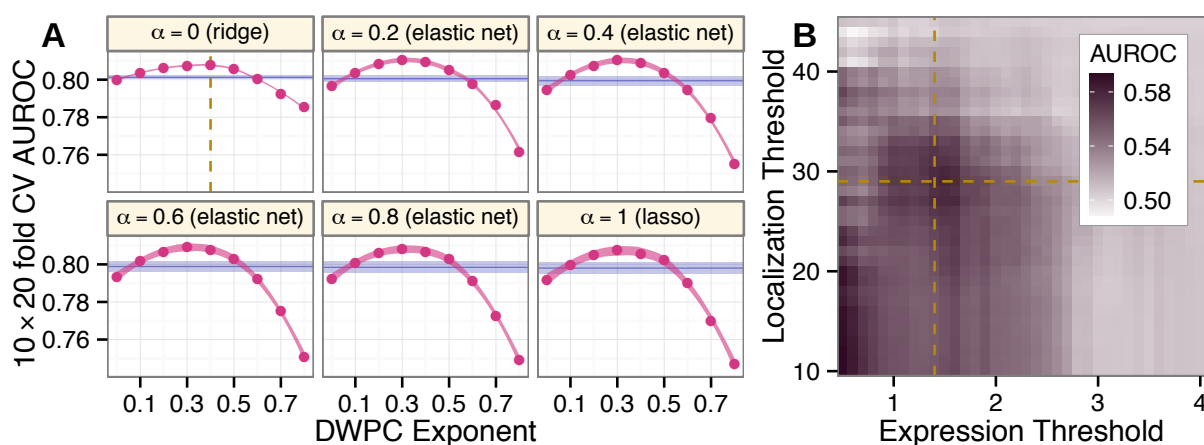 A
α = 0 (ridge)
α = 0.2 (elastic net)
α = 0.4 (elastic net)
0.80
0.78
0.76
α = 0.6 (elastic net)
α = 0.8 (elastic net)
α = 1 (lasso)
0.80
0.78
0.76
0.1 0.3 0.5 0.7
0.1 0.3 0.5 0.7
0.1 0.3 0.5 0.7
10 × 20 fold CV AUROC
DWPC Exponent
B
AUROC
0.58
0.54
0.50
40
30
20
10
1 2 3 4
Localization Threshold
Expression Threshold